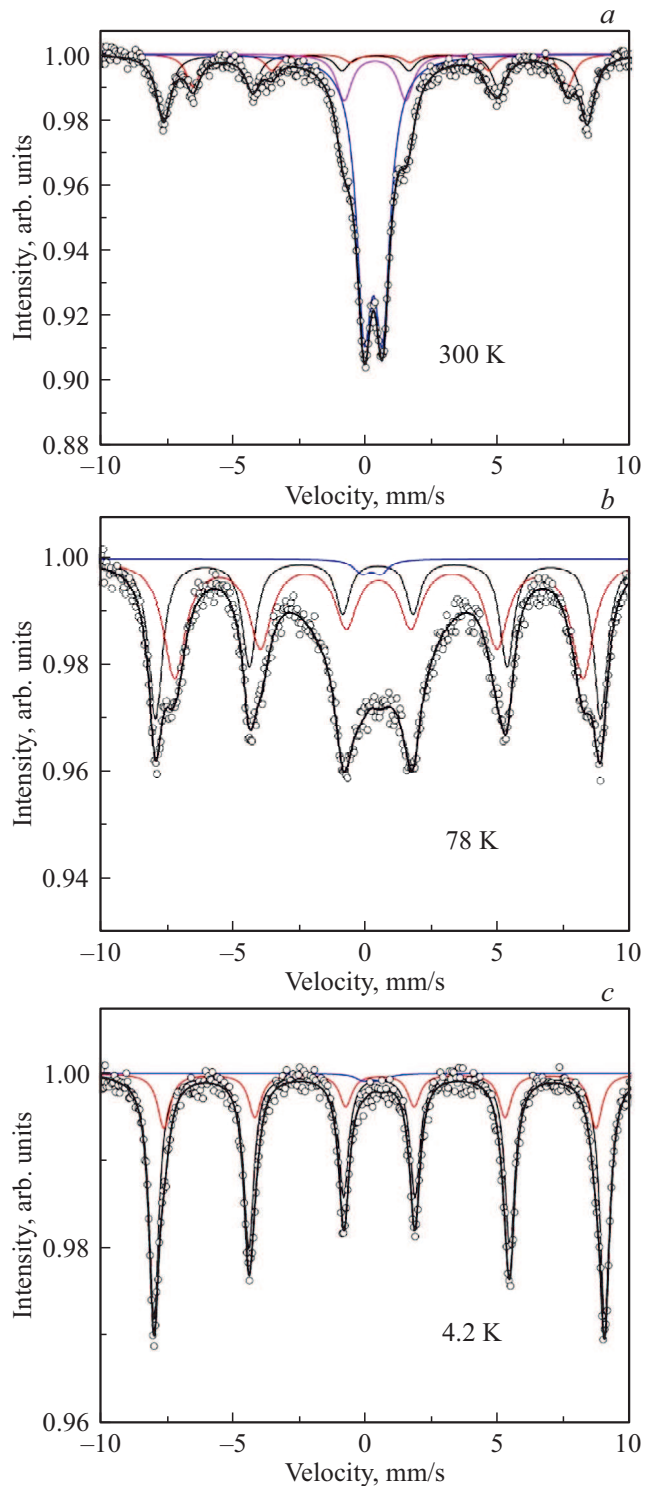 a
1.00
0.98
0.96
0.94
0.92
0.90
0.88
Intensity, arb. units
300 K
–10 –5 0 5 10
Velocity, mm/s
b
1.00
0.98
0.96
0.94
Intensity, arb. units
78 K
–10 –5 0 5 10
Velocity, mm/s
c
1.00
0.98
0.96
Intensity, arb. units
4.2 K
–10 –5 0 5 10
Velocity, mm/s